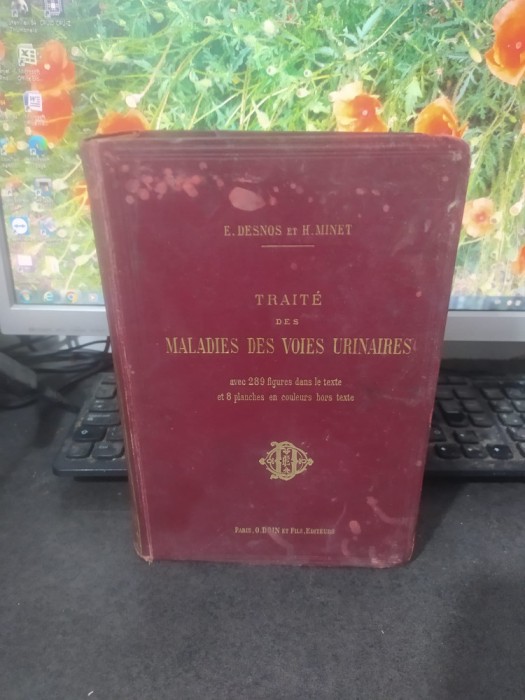 E. DESNOS ET H. MINET
TRAITÉ
DES
MALADIES DES VOIES URINAIRES
avec 289 figures dans le texte
et 8 planches en couleurs hors texte
PARIS, O. DOIN ET FILS, EDITEURS